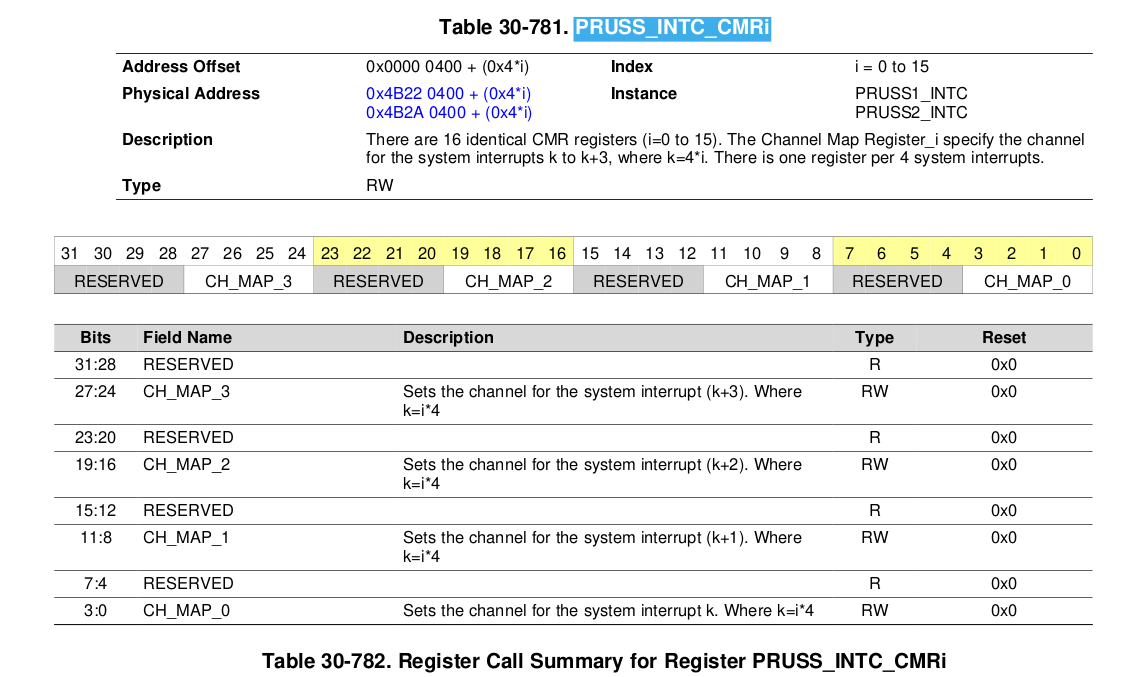 Table 30-781. PRUSS_INTC_CMRi
Address Offset 0x0000 0400 + (0x4*i) Index i = 0 to 15
Physical Address 0x4B22 0400 + (0x4*i) Instance PRUSS1_INTC
0x4B2A 0400 + (0x4*i) PRUSS2_INTC
Description There are 16 identical CMR registers (i=0 to 15). The Channel Map Register_i specify the channel
for the system interrupts k to k+3, where k=4*i. There is one register per 4 system interrupts.
Type RW
31 30 29 28 27 26 25 24 23 22 21 20 19 18 17 16 15 14 13 12 11 10 9 8 7 6 5 4 3 2 1 0
RESERVED CH_MAP_3 RESERVED CH_MAP_2 RESERVED CH_MAP_1 RESERVED CH_MAP_0
Bits Field Name Description Type Reset
31:28 RESERVED R 0x0
27:24 CH_MAP_3 Sets the channel for the system interrupt (k+3). Where RW 0x0
k=i*4
23:20 RESERVED R 0x0
19:16 CH_MAP_2 Sets the channel for the system interrupt (k+2). Where RW 0x0
k=i*4
15:12 RESERVED R 0x0
11:8 CH_MAP_1 Sets the channel for the system interrupt (k+1). Where RW 0x0
k=i*4
7:4 RESERVED R 0x0
3:0 CH_MAP_0 Sets the channel for the system interrupt k. Where k=i*4 RW 0x0
Table 30-782. Register Call Summary for Register PRUSS_INTC_CMRi